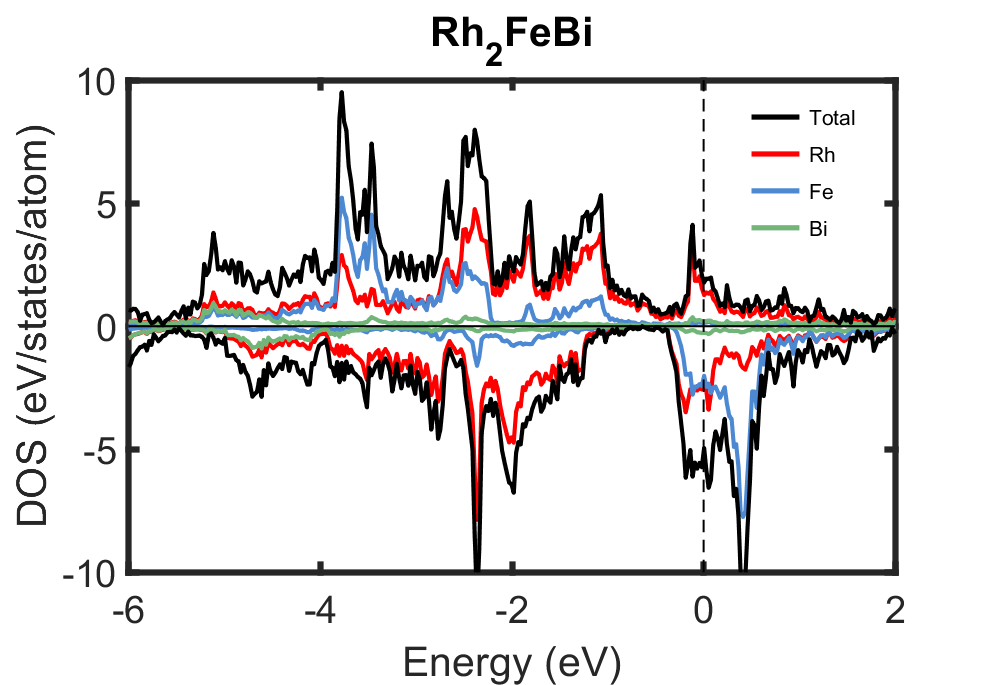 Rh2FeBi
10
5
0
-5
-10
DOS (eV/states/atom)
Total
Rh
Fe
Bi
-6 -4 -2 0 2
Energy (eV)